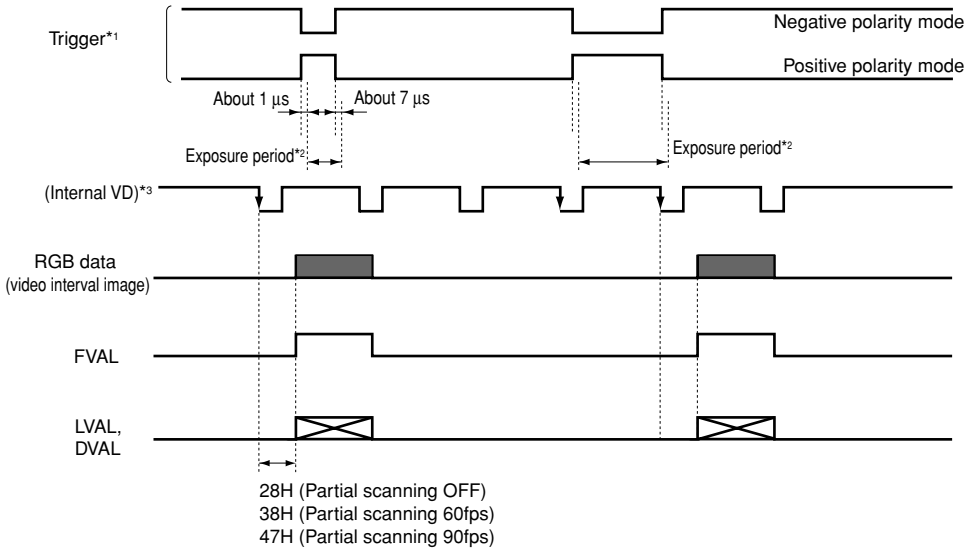 Negative polarity mode
Trigger*1
Positive polarity mode
About 1 μs
About 7 μs
Exposure period*2
Exposure period*2
(Internal VD)*3
RGB data
(video interval image)
FVAL
LVAL,
DVAL
28H (Partial scanning OFF)
38H (Partial scanning 60fps)
47H (Partial scanning 90fps)